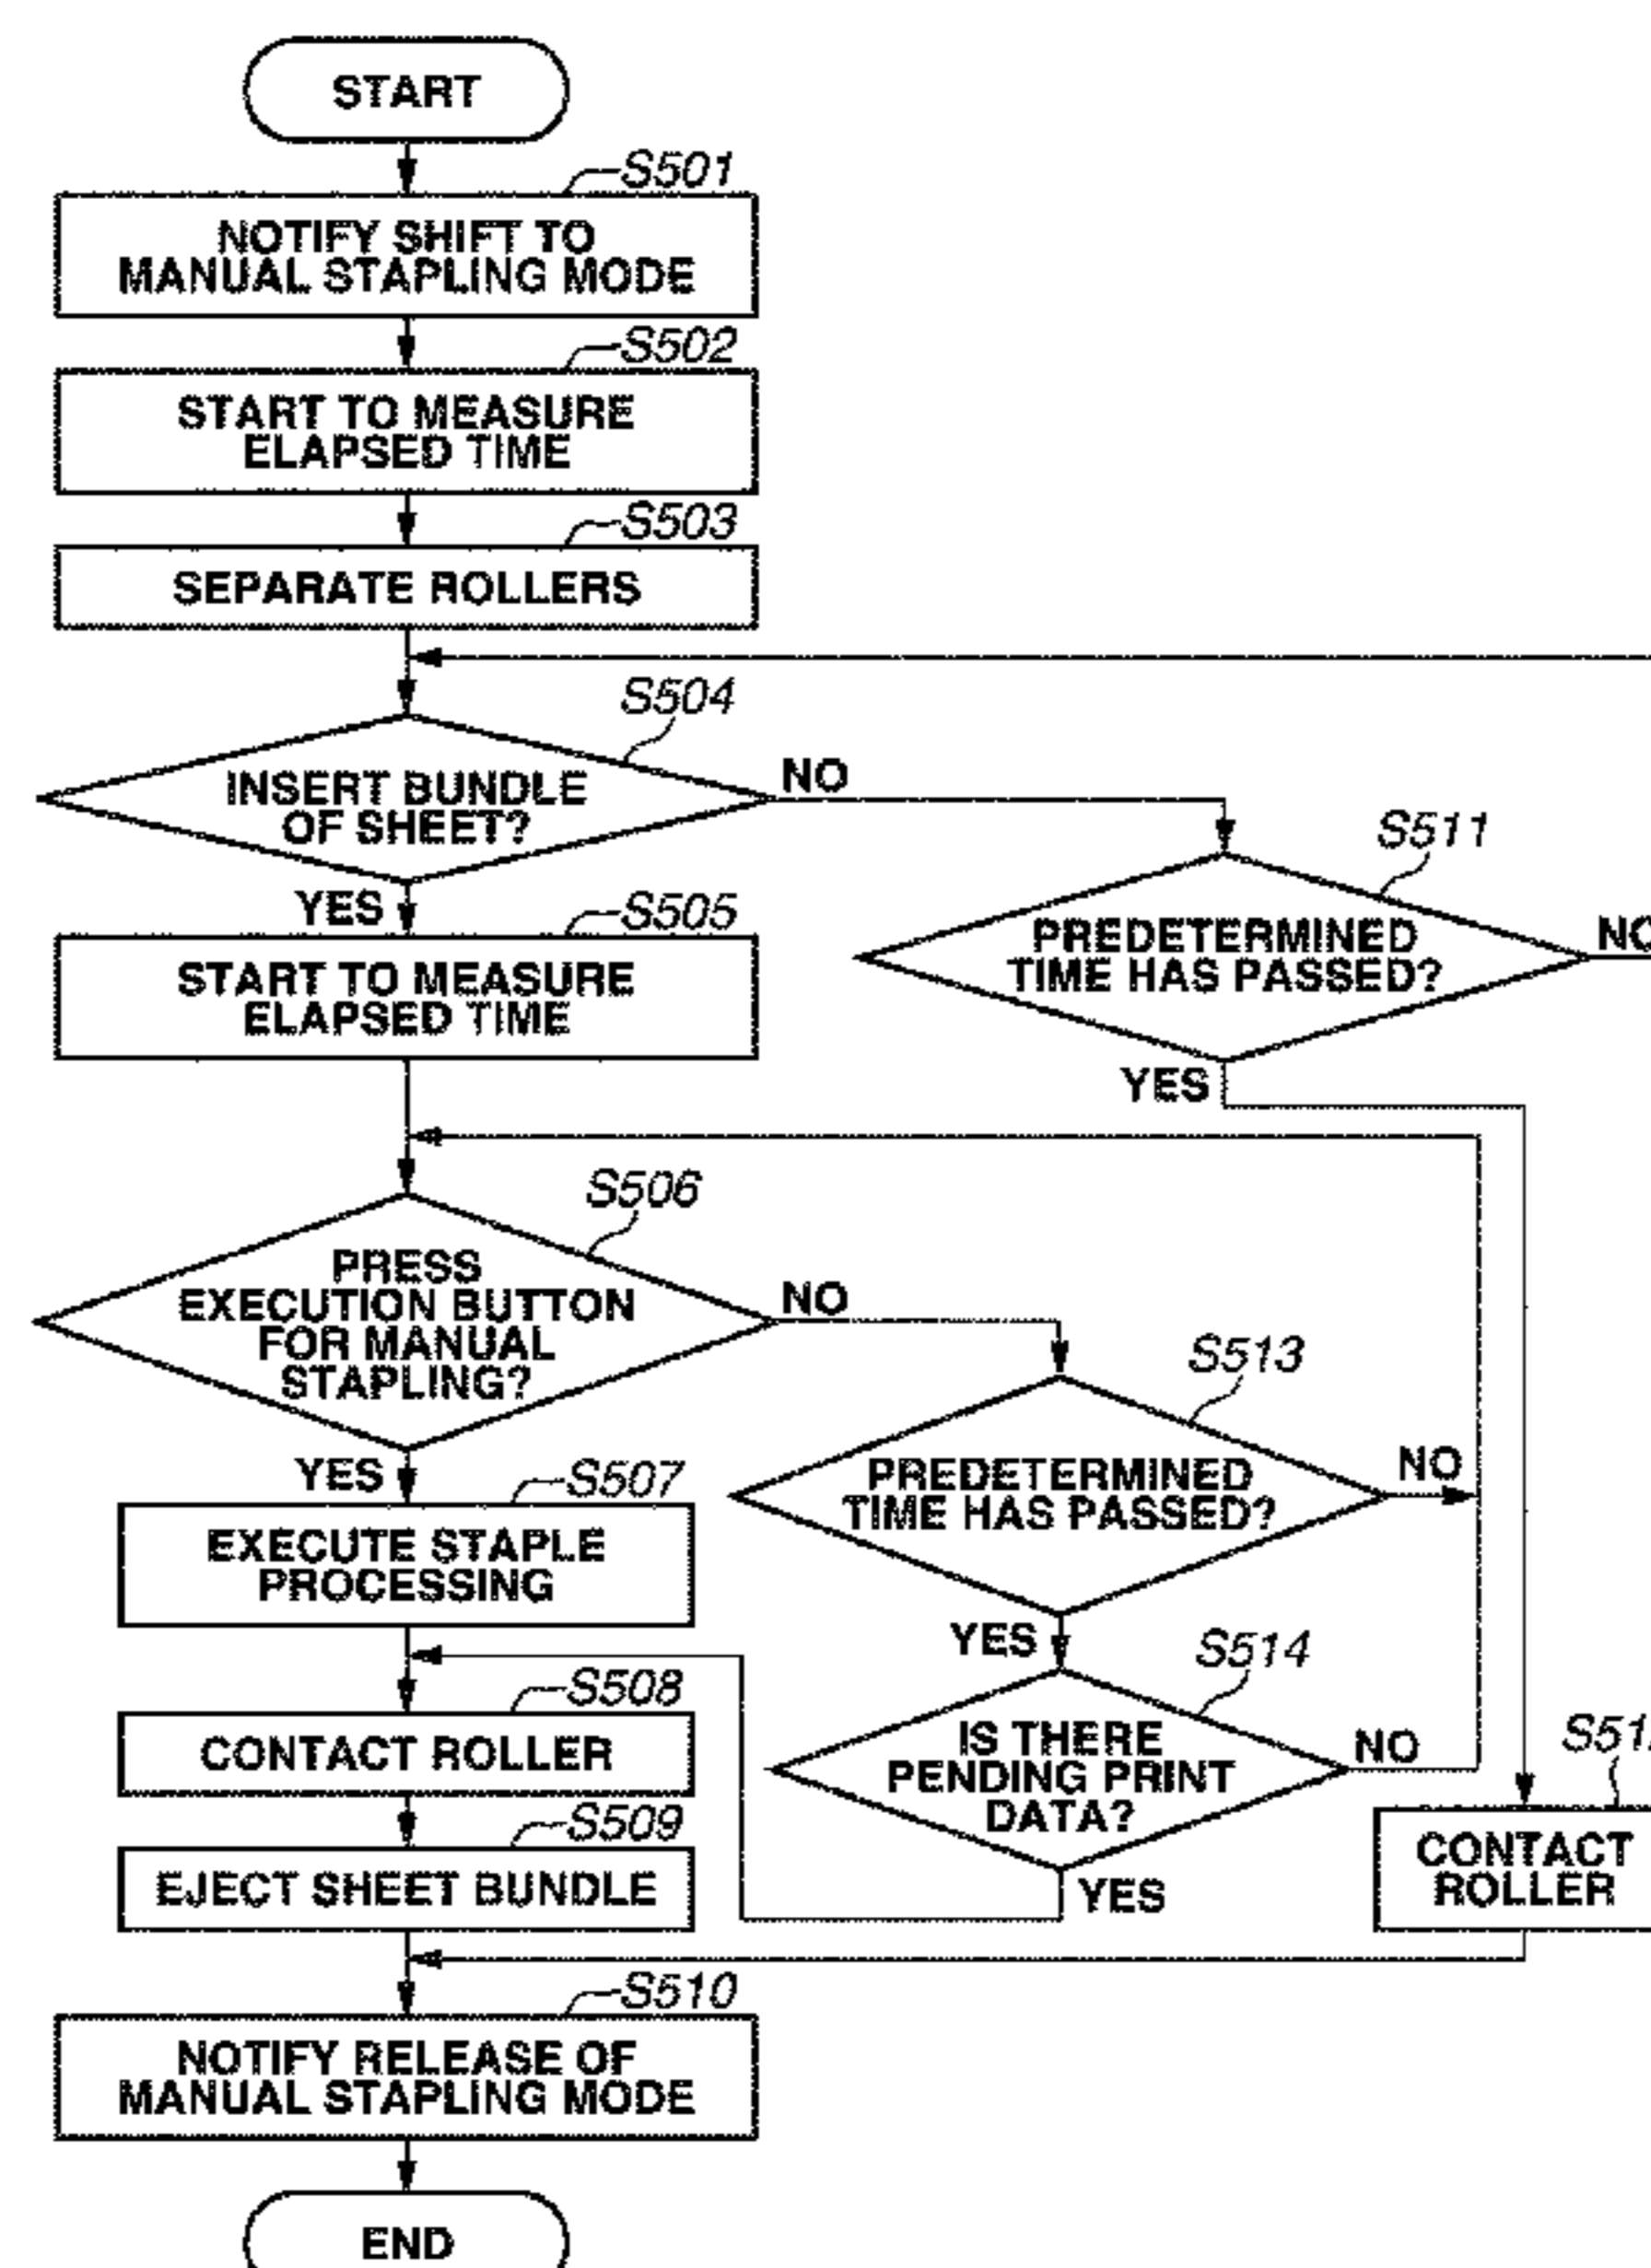 START
S501
NOTIFY SHIFT TO
MANUAL STAPLING MODE
S502
START TO MEASURE
ELAPSED TIME
S503
SEPARATE ROLLERS
S504
INSERT BUNDLE
OF SHEET?
NO
YES
S511
PREDETERMINED
TIME HAS PASSED?
NO
YES
S505
START TO MEASURE
ELAPSED TIME
S506
PRESS
EXECUTION BUTTON
FOR MANUAL
STAPLING?
NO
YES
S513
PREDETERMINED
TIME HAS PASSED?
NO
YES
S507
EXECUTE STAPLE
PROCESSING
S514
IS THERE
PENDING PRINT
DATA?
NO
YES
S508
CONTACT ROLLER
S509
EJECT SHEET BUNDLE
CONTACT
ROLLER
S510
NOTIFY RELEASE OF
MANUAL STAPLING MODE
END